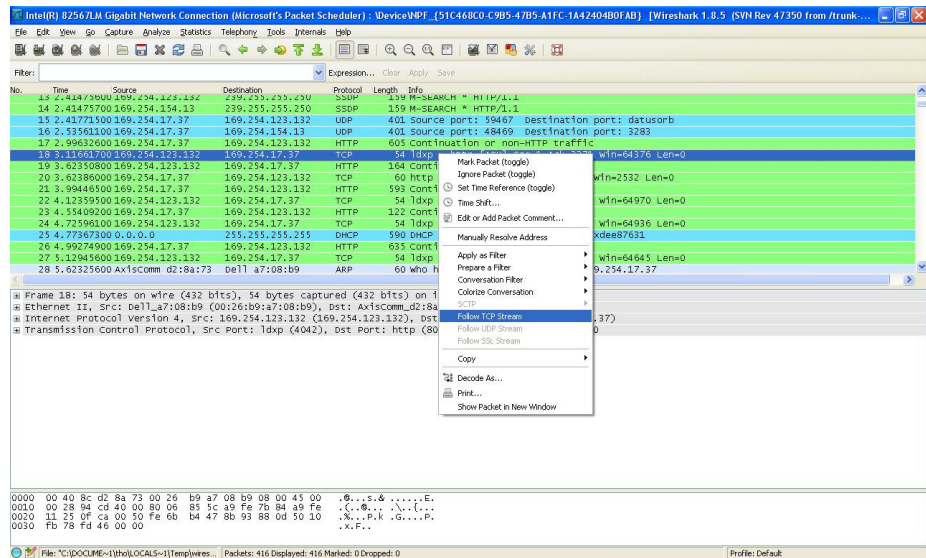 Intel(R) 82567LM Gigabit Network Connection (Microsoft's Packet Scheduler) : \Device\NPF_{51C468C0-C9B5-47B5-A1FC-1A42404B0FAB} [Wireshark 1.8.5 (SVN Rev 47350 from /trunk-...
File Edit View Go Capture Analyze Statistics Telephony Tools Internals Help
Filter: Expression... Clear Apply Save
No. Time Source Destination Protocol Length Info
13 2.41475600 169.254.123.132 239.255.255.250 SSDP 159 M-SEARCH * HTTP/1.1
14 2.41475700 169.254.154.13 239.255.255.250 SSDP 159 M-SEARCH * HTTP/1.1
15 2.41771500 169.254.17.37 169.254.123.132 UDP 401 Source port: 59467 Destination port: datusorb
16 2.53561100 169.254.17.37 169.254.154.13 UDP 401 Source port: 48469 Destination port: 3283
17 2.99632600 169.254.17.37 169.254.123.132 HTTP 605 Continuation or non-HTTP traffic
18 3.11661700 169.254.123.132 169.254.17.37 TCP 54 ldxp Win=64376 Len=0
19 3.62350800 169.254.123.132 169.254.17.37 HTTP 164 Conti
20 3.62386000 169.254.17.37 169.254.123.132 TCP 60 http Win=2532 Len=0
21 3.99446500 169.254.17.37 169.254.123.132 HTTP 593 Conti
22 4.12359500 169.254.123.132 169.254.17.37 TCP 54 ldxp Win=64970 Len=0
23 4.55409200 169.254.17.37 169.254.123.132 HTTP 122 Conti
24 4.72596100 169.254.123.132 169.254.17.37 TCP 54 ldxp Win=64936 Len=0
25 4.77367300 0.0.0.0 255.255.255.255 DHCP 590 DHCP xdee87631
26 4.99274900 169.254.17.37 169.254.123.132 HTTP 635 Conti
27 5.12945600 169.254.123.132 169.254.17.37 TCP 54 ldxp Win=64645 Len=0
28 5.62325600 AxisComm_d2:8a:73 Dell_a7:08:b9 ARP 60 who h 9.254.17.37
Mark Packet (toggle)
Ignore Packet (toggle)
Set Time Reference (toggle)
Time Shift...
Edit or Add Packet Comment...
Manually Resolve Address
Apply as Filter
Prepare a Filter
Conversation Filter
Colorize Conversation
SCTP
Follow TCP Stream
Follow UDP Stream
Follow SSL Stream
Copy
Decode As...
Print...
Show Packet in New Window
Frame 18: 54 bytes on wire (432 bits), 54 bytes captured (432 bits) on i
Ethernet II, Src: Dell_a7:08:b9 (00:26:b9:a7:08:b9), Dst: AxisComm_d2:8a
Internet Protocol Version 4, Src: 169.254.123.132 (169.254.123.132), Dst .37)
Transmission Control Protocol, Src Port: ldxp (4042), Dst Port: http (80 0
0000 00 40 8c d2 8a 73 00 26 b9 a7 08 b9 08 00 45 00 .@...s.& ......E.
0010 00 28 94 cd 40 00 80 06 85 5c a9 fe 7b 84 a9 fe .(..@... .\..{...
0020 11 25 0f ca 00 50 fe 6b b4 47 8b 93 88 0d 50 10 .%...P.k .G....P.
0030 fb 78 fd 46 00 00 .x.F..
File: "C:\DOCUME~1\tho\LOCALS~1\Temp\wires... Packets: 416 Displayed: 416 Marked: 0 Dropped: 0 Profile: Default